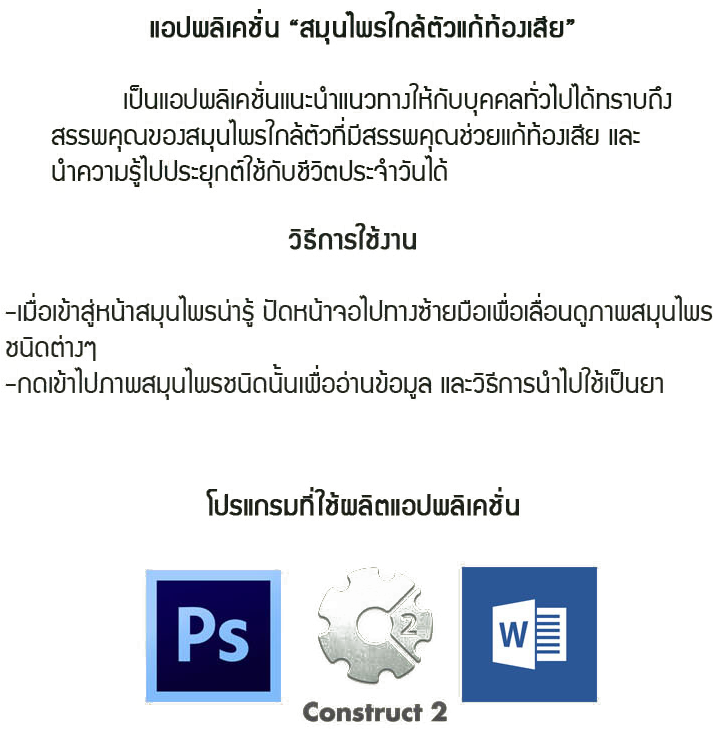 แอปพลิเคชั่น “สมุนไพรใกล้ตัวแก้ท้องเสีย”
เป็นแอปพลิเคชั่นแนะนำแนวทางให้กับบุคคลทั่วไปได้ทราบถึง
สรรพคุณของสมุนไพรใกล้ตัวที่มีสรรพคุณช่วยแก้ท้องเสีย และ
นำความรู้ไปประยุกต์ใช้กับชีวิตประจำวันได้
วิธีการใช้งาน
-เมื่อเข้าสู่หน้าสมุนไพรน่ารู้ ปัดหน้าจอไปทางซ้ายมือเพื่อเลื่อนดูภาพสมุนไพร
ชนิดต่างๆ
-กดเข้าไปภาพสมุนไพรชนิดนั้นเพื่ออ่านข้อมูล และวิธีการนำไปใช้เป็นยา
โปรแกรมที่ใช้ผลิตแอปพลิเคชั่น
Ps 2 W
Construct 2